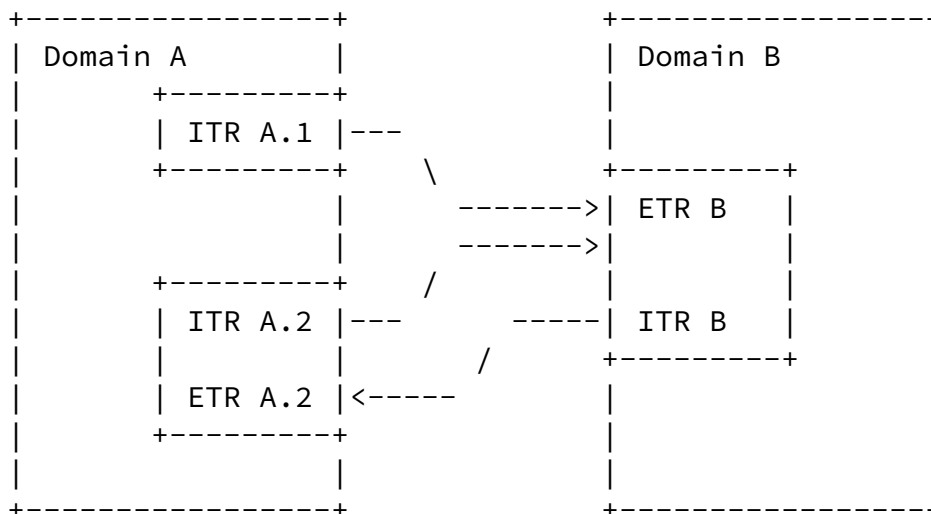 Domain A Domain B
ITR A.1
ETR B
ITR A.2 ITR B
ETR A.2